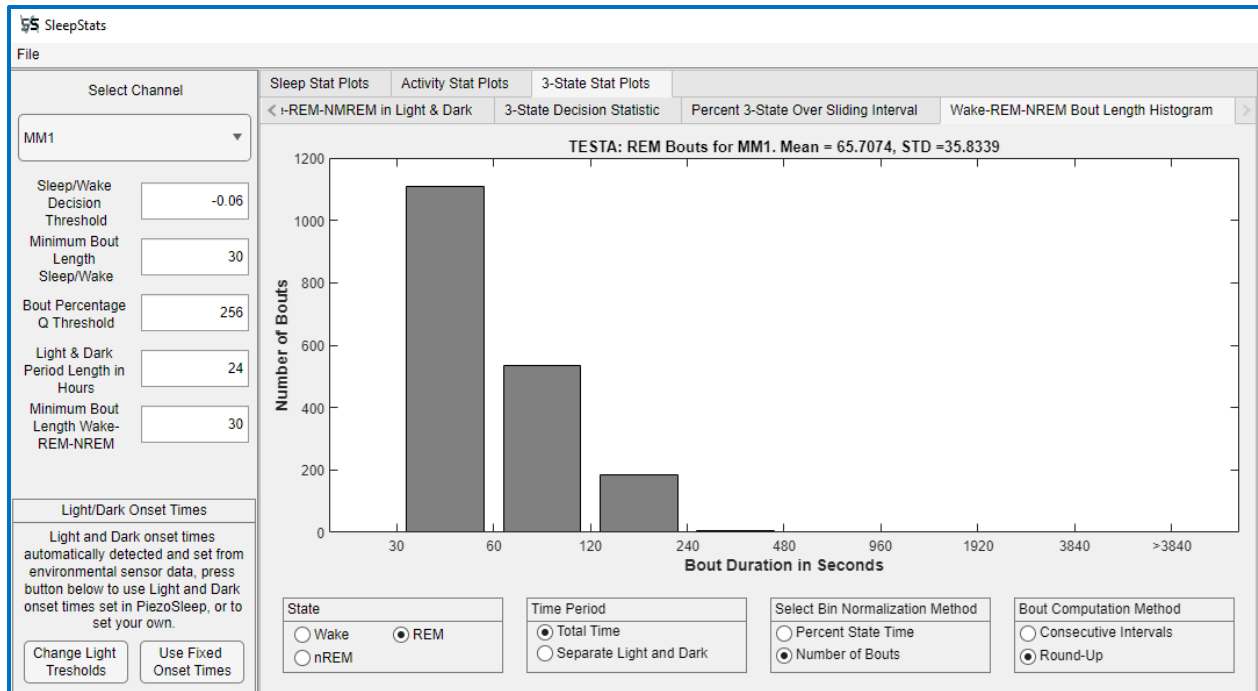 SleepStats
File
Select Channel
MM1
Sleep/Wake
Decision
Threshold
-0.06
Minimum Bout
Length
Sleep/Wake
30
Bout Percentage
Q Threshold
256
Light & Dark
Period Length in
Hours
24
Minimum Bout
Length Wake-
REM-NREM
30
Light/Dark Onset Times
Light and Dark onset times
automatically detected and set from
environmental sensor data, press
button below to use Light and Dark
onset times set in PiezoSleep, or to
set your own.
Change Light
Tresholds
Use Fixed
Onset Times
Sleep Stat Plots
Activity Stat Plots
3-State Stat Plots
-REM-NMREM in Light & Dark
3-State Decision Statistic
Percent 3-State Over Sliding Interval
Wake-REM-NREM Bout Length Histogram
TESTA: REM Bouts for MM1. Mean = 65.7074, STD =35.8339
Number of Bouts
1200
1000
800
600
400
200
0
30 60 120 240 480 960 1920 3840 >3840
Bout Duration in Seconds
State
Wake
REM
nREM
Time Period
Total Time
Separate Light and Dark
Select Bin Normalization Method
Percent State Time
Number of Bouts
Bout Computation Method
Consecutive Intervals
Round-Up